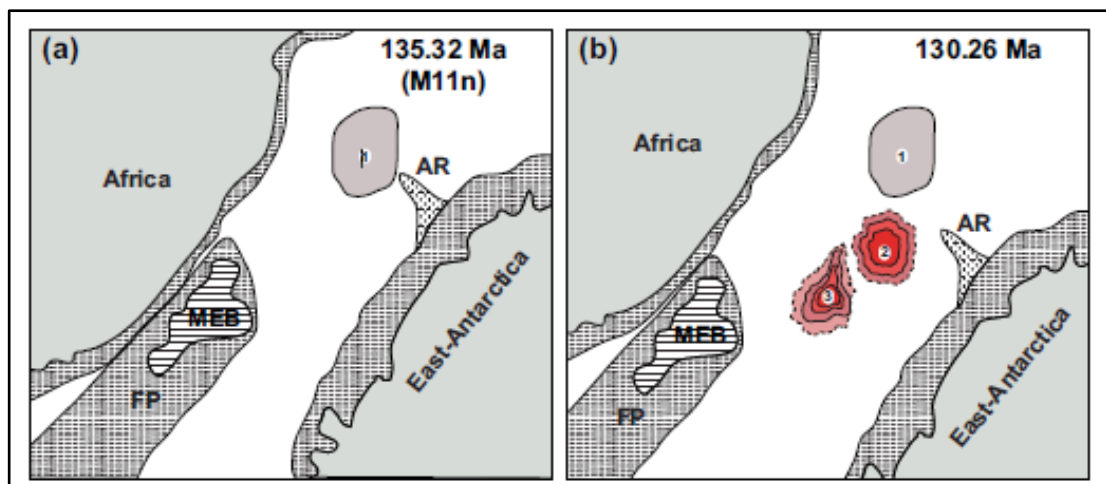 (a)
135.32 Ma
(M11n)
Africa
1
AR
MEB
FP
East-Antarctica
(b)
130.26 Ma
Africa
1
AR
2
3
MEB
FP
East-Antarctica